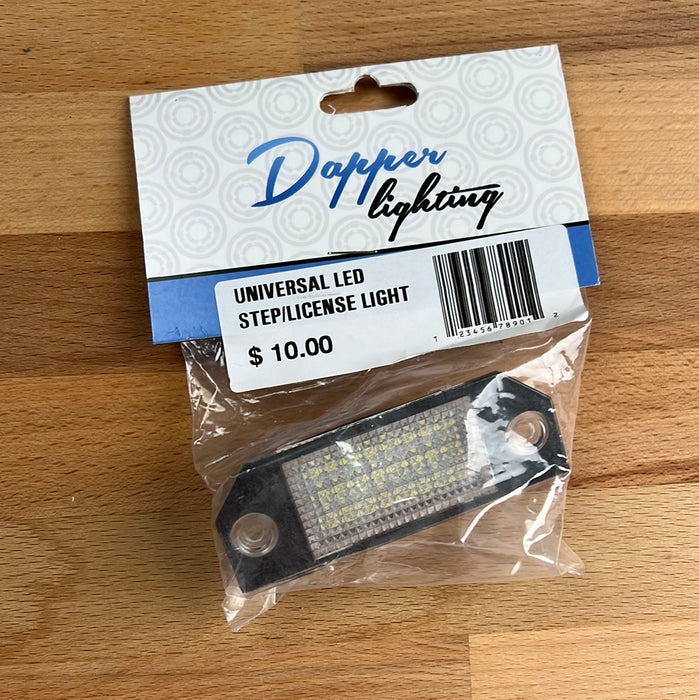 Dapper
lighting
UNIVERSAL LED
STEP/LICENSE LIGHT
$ 10.00
1 23456 78901 2